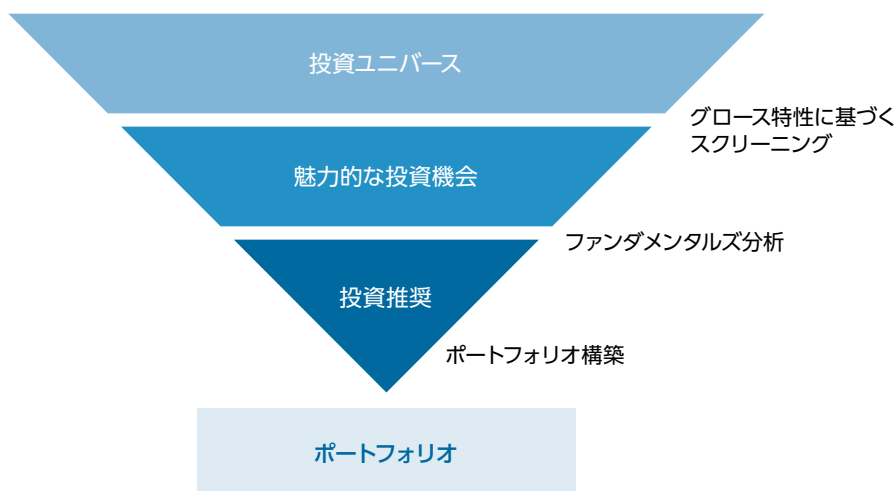 投資ユニバース
グロース特性に基づく
スクリーニング
魅力的な投資機会
ファンダメンタルズ分析
投資推奨
ポートフォリオ構築
ポートフォリオ